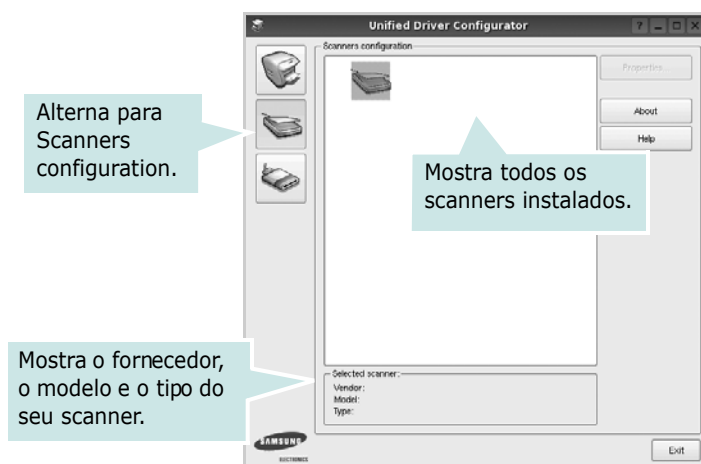 Unified Driver Configurator
Scanners configuration
Properties...
About
Help
Alterna para
Scanners
configuration.
Mostra todos os
scanners instalados.
Mostra o fornecedor,
o modelo e o tipo do
seu scanner.
Selected scanner:
Vendor:
Model:
Type:
SAMSUNG
ELECTRONICS
Exit